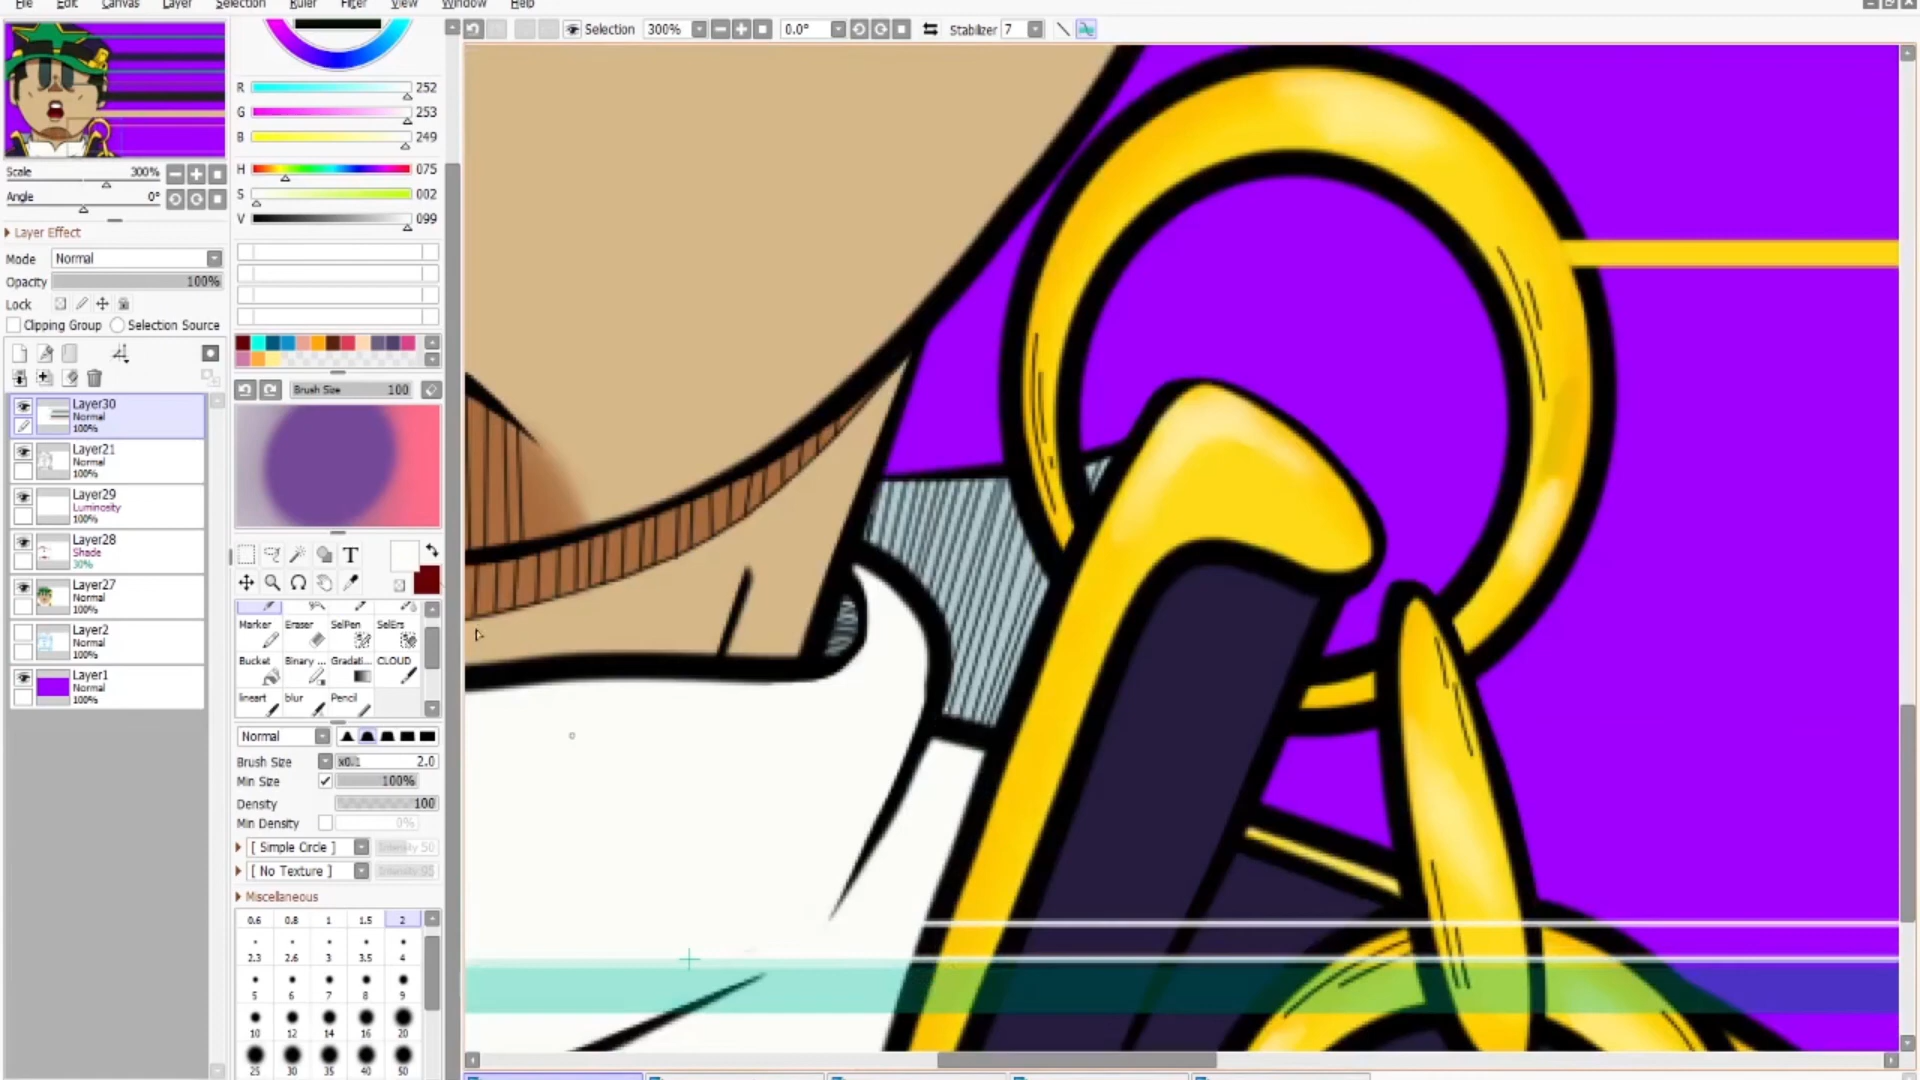 File Edit Canvas Layer Selection Ruler Filter View Window Help
Selection 300% 0.0° Stabilizer 7
Scale 300%
Angle 0°
Layer Effect
Mode Normal
Opacity 100%
Lock
Clipping Group Selection Source
Layer30
Normal
100%
Layer21
Normal
100%
Layer29
Luminosity
100%
Layer28
Shade
30%
Layer27
Normal
100%
Layer2
Normal
100%
Layer1
Normal
100%
R 252
G 253
B 249
H 075
S 002
V 099
Brush Size 100
T
Marker Eraser SelPen SelErs
Bucket Binary ... Gradati... CLOUD
lineart blur Pencil
Normal
Brush Size x0.1 2.0
Min Size 100%
Density 100
Min Density 0%
[ Simple Circle ] Intensity 50
[ No Texture ] Intensity 95
Miscellaneous
0.6 0.8 1 1.5 2
2.3 2.6 3 3.5 4
5 6 7 8 9
10 12 14 16 20
25 30 35 40 50